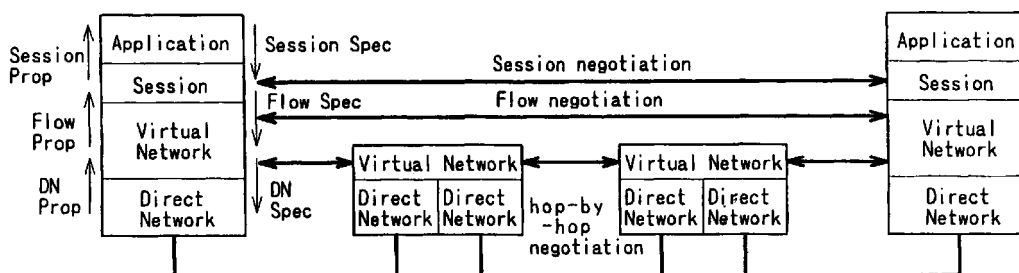 Application
Session
Virtual
Network
Direct
Network
Session
Prop
Flow
Prop
DN
Prop
Session Spec
Flow Spec
DN
Spec
Session negotiation
Flow negotiation
Virtual Network
Direct
Network
Direct
Network
hop-by
-hop
negotiation
Virtual Network
Direct
Network
Direct
Network
Application
Session
Virtual
Network
Direct
Network